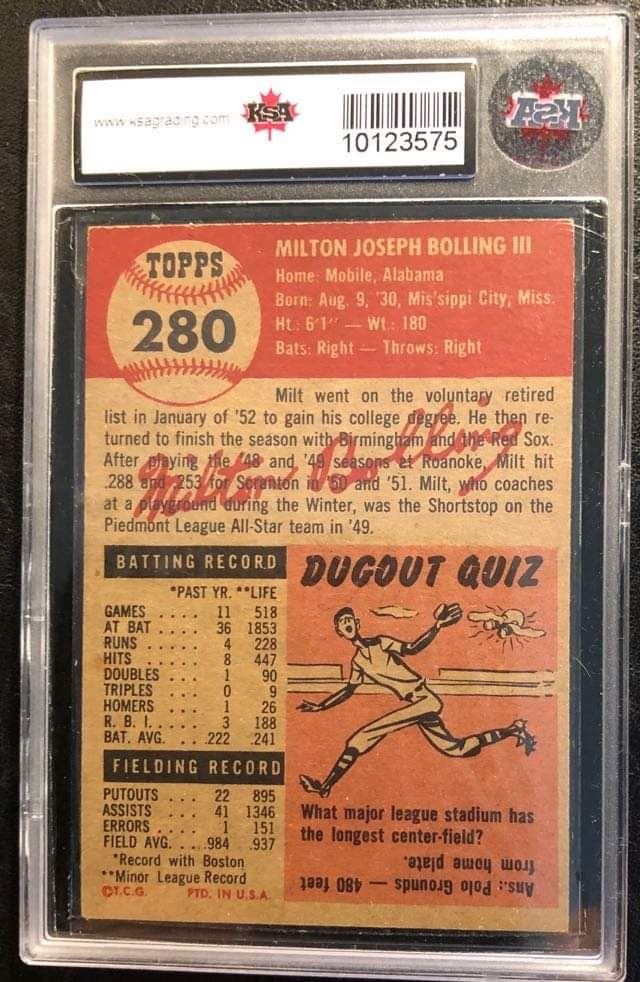 www.ksagrading.com
KSA
10123575
KSA
TOPPS
280
MILTON JOSEPH BOLLING III
Home: Mobile, Alabama
Born: Aug. 9, '30, Mis'sippi City, Miss.
Ht.: 6'1" — Wt.: 180
Bats: Right — Throws: Right
Milt went on the voluntary retired
list in January of '52 to gain his college degree. He then re-
turned to finish the season with Birmingham and the Red Sox.
After playing the '48 and '49 seasons at Roanoke, Milt hit
.288 and .253 for Scranton in '50 and '51. Milt, who coaches
at a playground during the Winter, was the Shortstop on the
Piedmont League All-Star team in '49.
Milton Bolling
BATTING RECORD
*PAST YR. **LIFE
GAMES .... 11 518
AT BAT .... 36 1853
RUNS .... 4 228
HITS .... 8 447
DOUBLES ... 1 90
TRIPLES ... 0 9
HOMERS ... 1 26
R. B. I. .... 3 188
BAT. AVG. ... .222 .241
FIELDING RECORD
PUTOUTS ... 22 895
ASSISTS ... 41 1346
ERRORS ... 1 151
FIELD AVG. .. .984 .937
*Record with Boston
**Minor League Record
©T.C.G. PTD. IN U.S.A.
DUGOUT QUIZ
What major league stadium has
the longest center-field?
Ans.: Polo Grounds — 480 feet
from home plate.